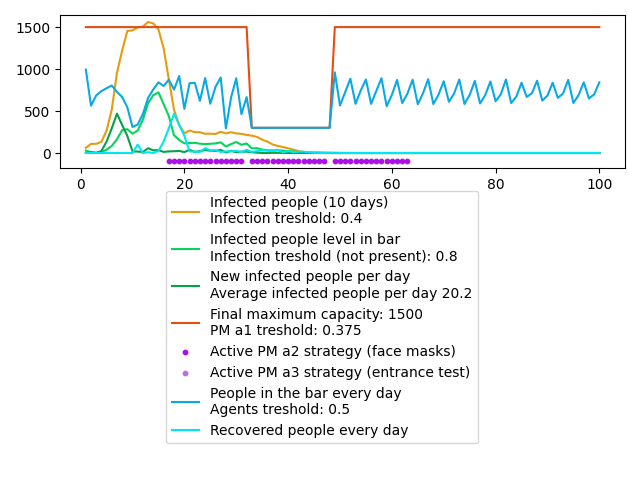 1500
1000
500
0
0
20
40
60
80
100
Infected people (10 days)
Infection treshold: 0.4
Infected people level in bar
Infection treshold (not present): 0.8
New infected people per day
Average infected people per day 20.2
Final maximum capacity: 1500
PM a1 treshold: 0.375
Active PM a2 strategy (face masks)
Active PM a3 strategy (entrance test)
People in the bar every day
Agents treshold: 0.5
Recovered people every day